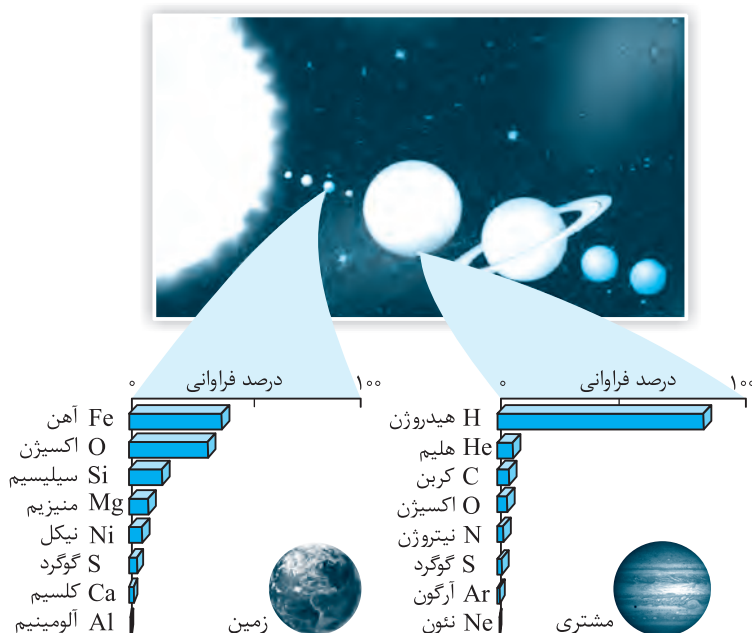 ۰ درصد فراوانی ۱۰۰
آهن Fe
اکسیژن O
سیلیسیم Si
منیزیم Mg
نیکل Ni
گوگرد S
کلسیم Ca
آلومینیم Al
زمین
۰ درصد فراوانی ۱۰۰
هیدروژن H
هلیم He
کربن C
اکسیژن O
نیتروژن N
گوگرد S
آرگون Ar
نئون Ne
مشتری